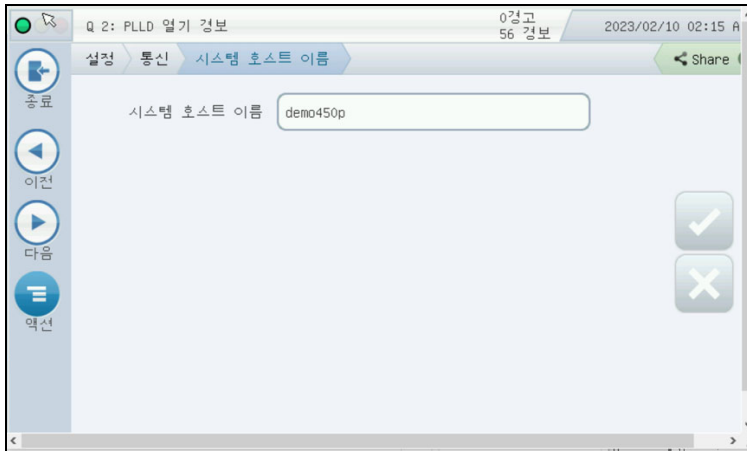 Q 2: PLLD 열기 경보
0경고
56 경보
2023/02/10 02:15 A
설정
통신
시스템 호스트 이름
Share
종료
시스템 호스트 이름
demo450p
이전
다음
액션